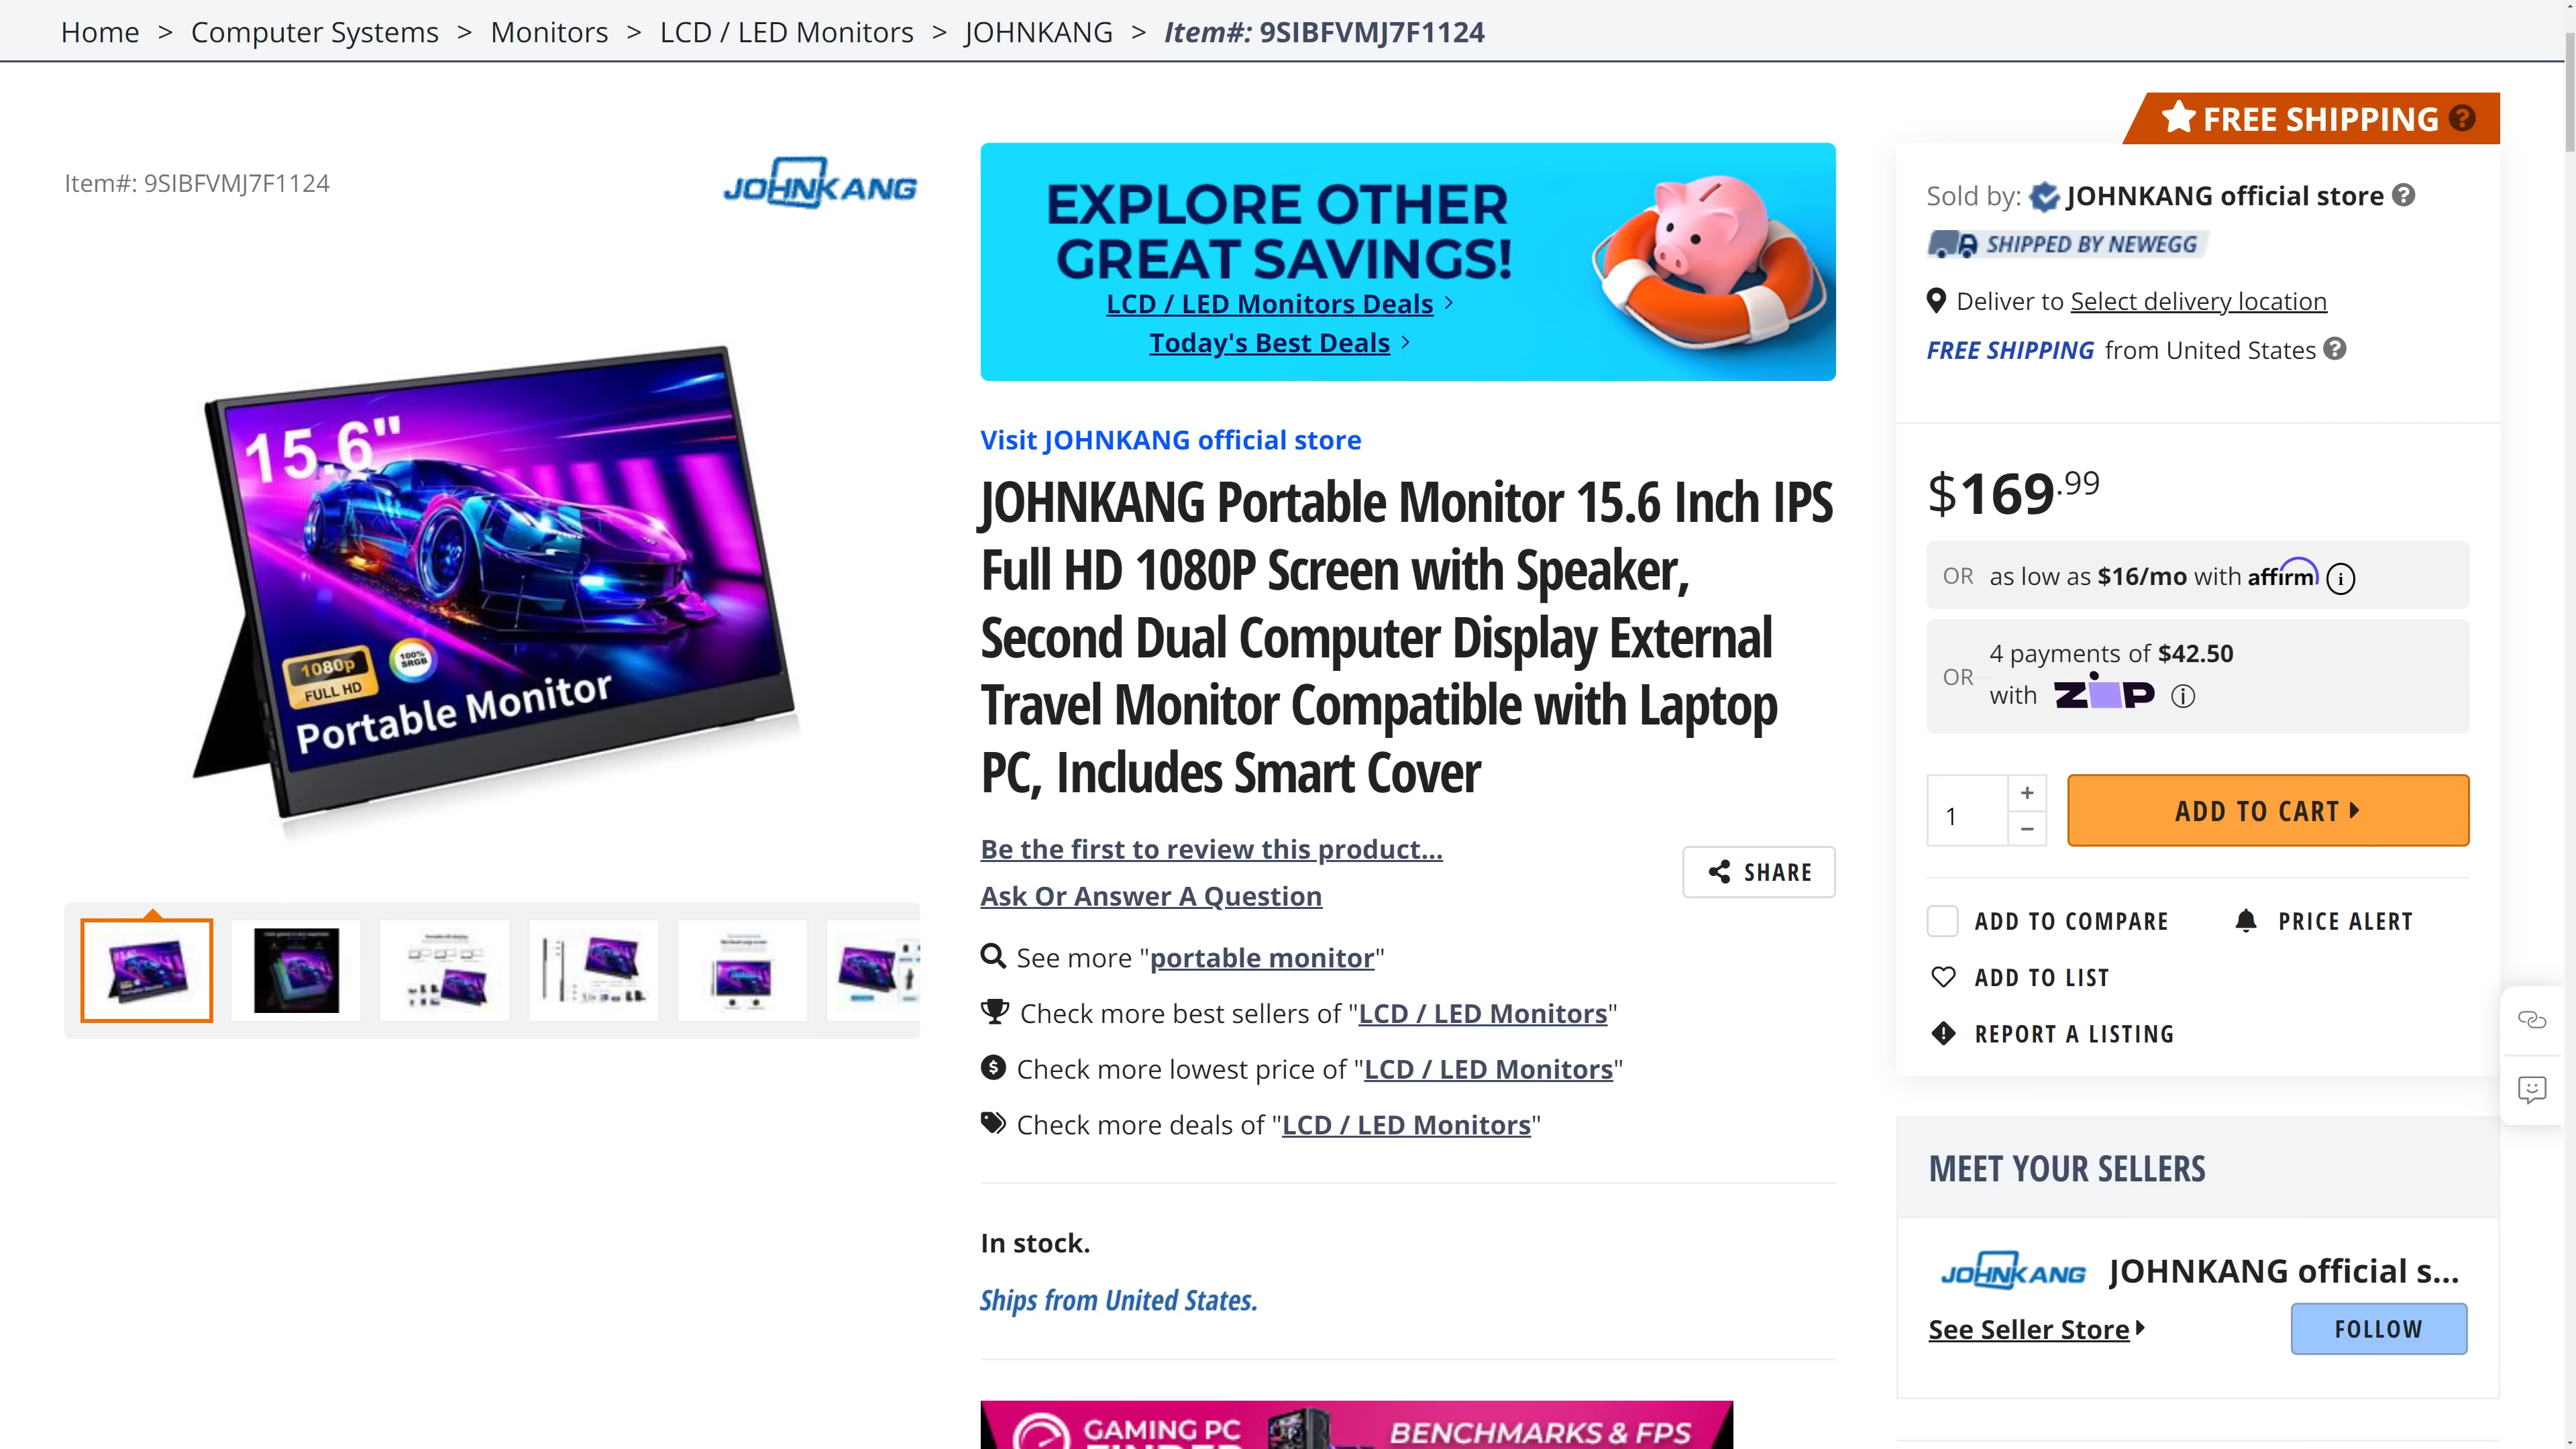 Home > Computer Systems > Monitors > LCD / LED Monitors > JOHNKANG > Item#: 9SIBFVMJ7F1124
Item#: 9SIBFVMJ7F1124
JOHNKANG
15.6"
1080p
FULL HD
100%
SRGB
Portable Monitor
EXPLORE OTHER
GREAT SAVINGS!
LCD / LED Monitors Deals >
Today's Best Deals >
Visit JOHNKANG official store
JOHNKANG Portable Monitor 15.6 Inch IPS
Full HD 1080P Screen with Speaker,
Second Dual Computer Display External
Travel Monitor Compatible with Laptop
PC, Includes Smart Cover
Be the first to review this product...
Ask Or Answer A Question
SHARE
See more "portable monitor"
Check more best sellers of "LCD / LED Monitors"
Check more lowest price of "LCD / LED Monitors"
Check more deals of "LCD / LED Monitors"
In stock.
Ships from United States.
GAMING PC
BENCHMARKS & FPS
FREE SHIPPING ?
Sold by: JOHNKANG official store ?
SHIPPED BY NEWEGG
Deliver to Select delivery location
FREE SHIPPING from United States ?
$169.99
OR as low as $16/mo with affirm i
OR 4 payments of $42.50
with ZIP i
1 + −
ADD TO CART
ADD TO COMPARE
PRICE ALERT
ADD TO LIST
REPORT A LISTING
MEET YOUR SELLERS
JOHNKANG JOHNKANG official s...
See Seller Store
FOLLOW